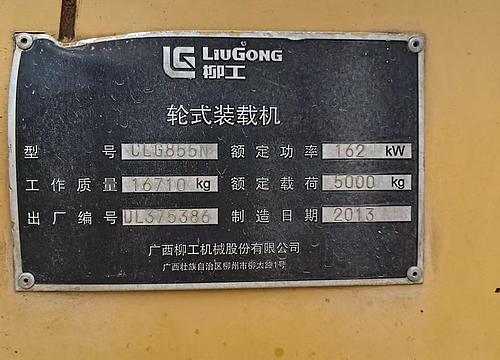 LIUGONG
柳工
轮式装载机
型号 CLG855N 额定功率 162 kW
工作质量 16710 kg 额定载荷 5000 kg
出厂编号 UL375386 制造日期 2013
广西柳工机械股份有限公司
广西壮族自治区柳州市柳太路1号